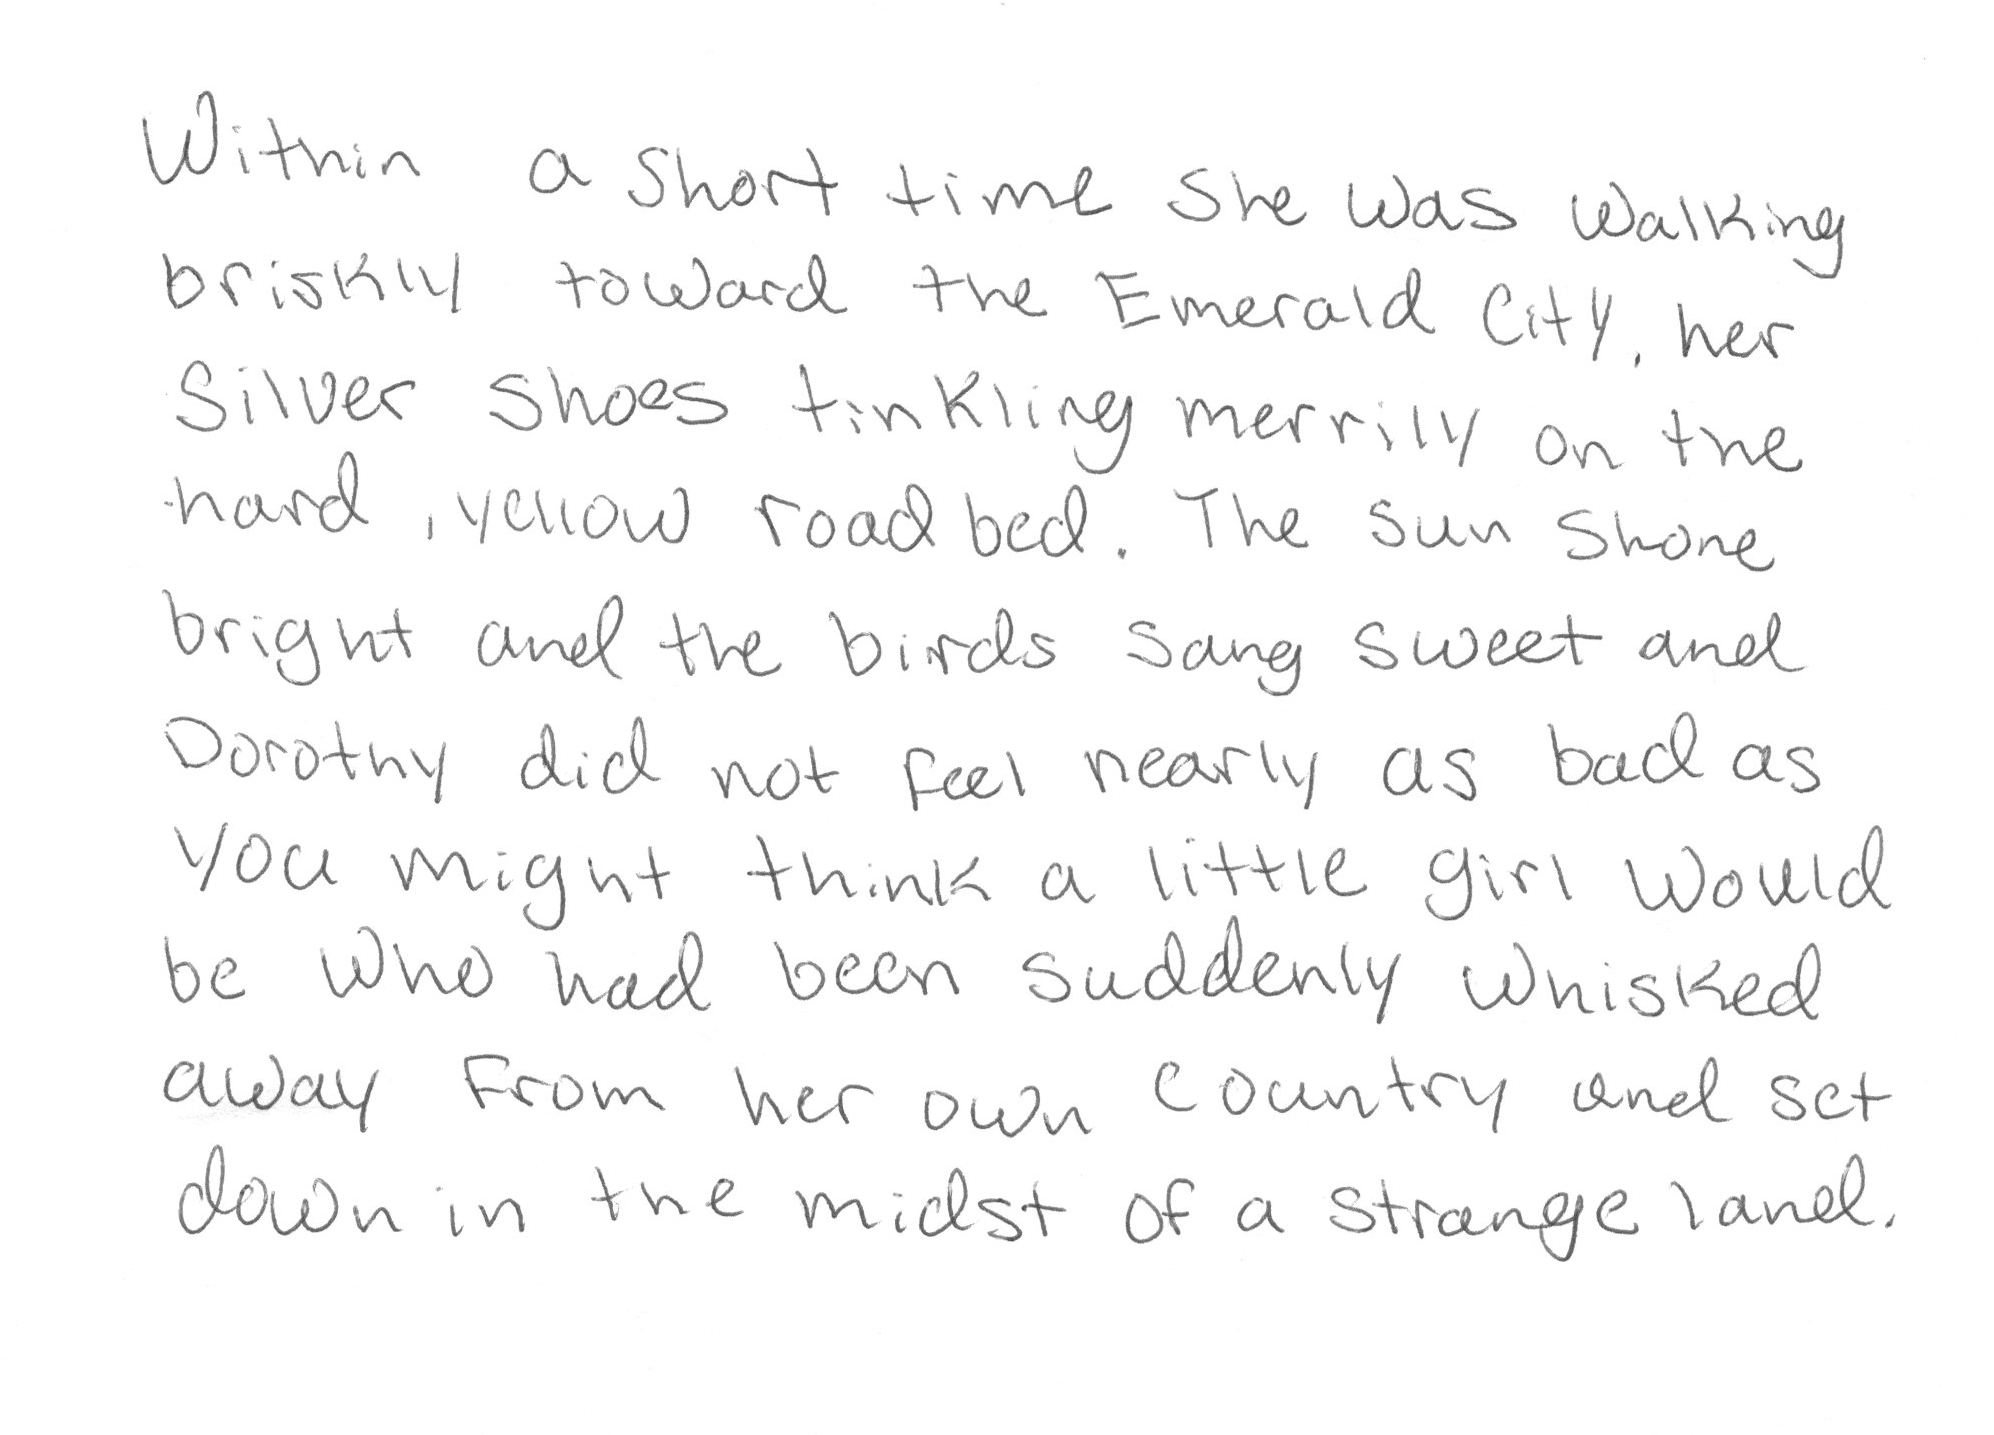 Within a short time she was walking
briskly toward the Emerald City, her
Silver shoes tinkling merrily on the
hard, yellow road bed. The sun shone
bright and the birds sang sweet and
Dorothy did not feel nearly as bad as
you might think a little girl would
be who had been suddenly whisked
away from her own country and set
down in the midst of a strange land.